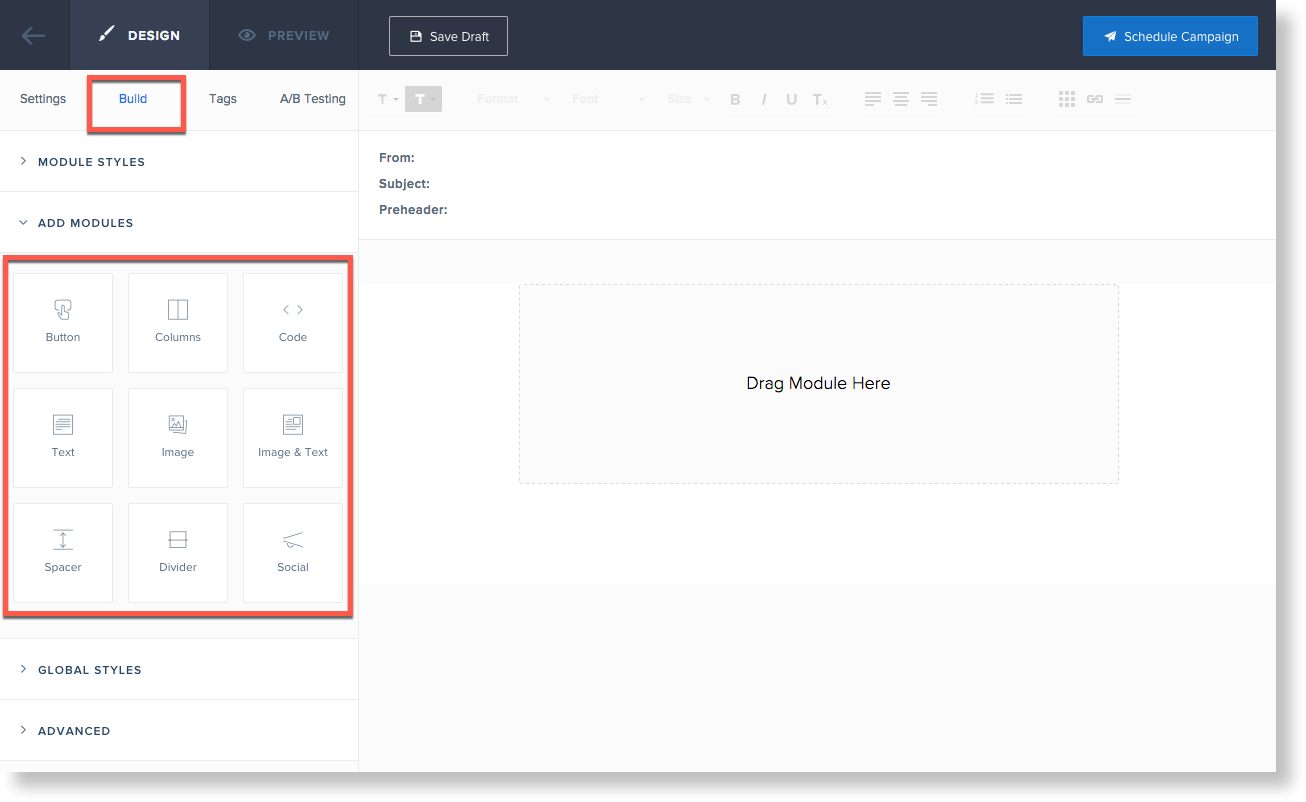 DESIGN
PREVIEW
Save Draft
Schedule Campaign
Settings
Build
Tags
A/B Testing
T
T
Format
Font
Size
B
I
U
Tx
MODULE STYLES
ADD MODULES
Button
Columns
Code
Text
Image
Image & Text
Spacer
Divider
Social
GLOBAL STYLES
ADVANCED
From:
Subject:
Preheader:
Drag Module Here